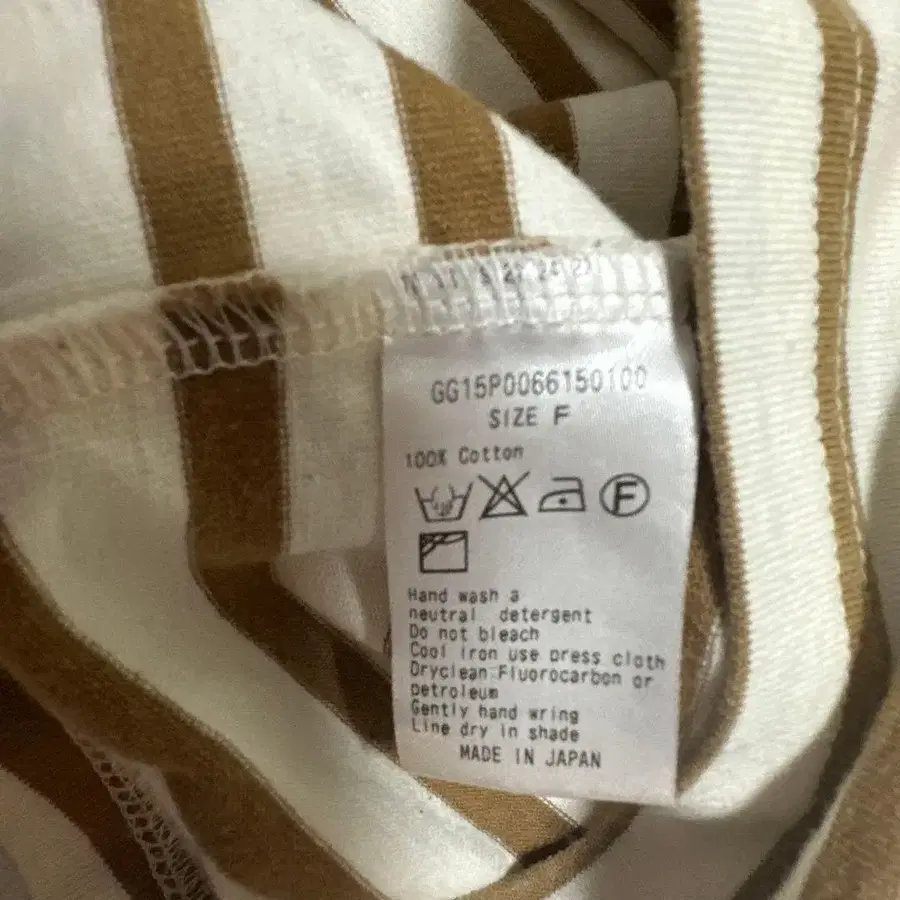 GG15P0066150100
SIZE F
100% Cotton
F
Hand wash a
neutral detergent
Do not bleach
Cool iron use press cloth
Dryclean Fluorocarbon or
petroleum
Gently hand wring
Line dry in shade
MADE IN JAPAN